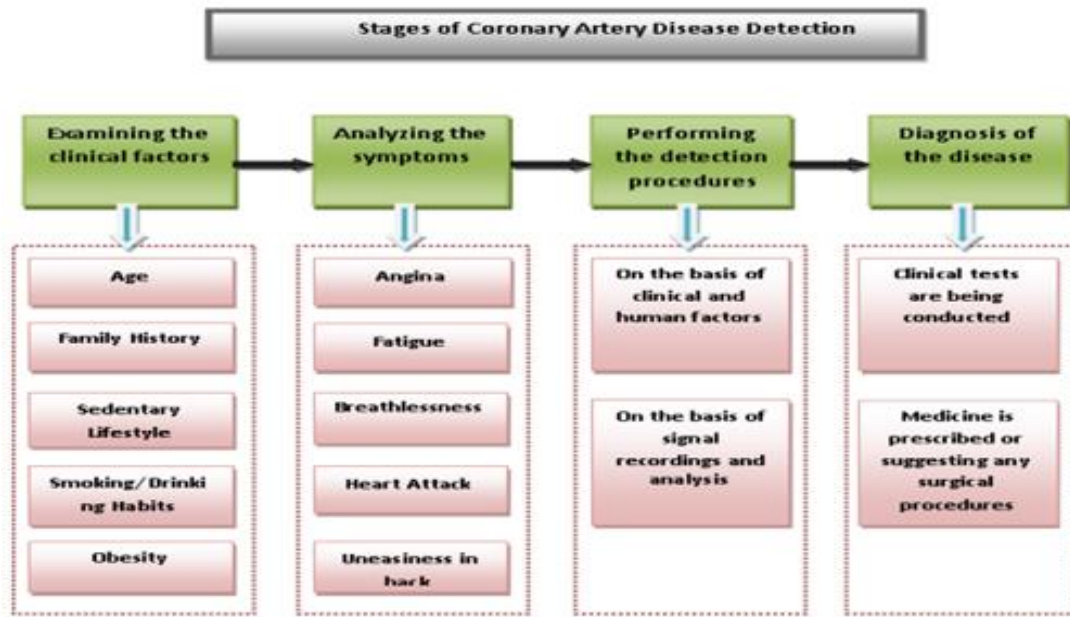 Stages of Coronary Artery Disease Detection
Examining the
clinical factors
Analyzing the
symptoms
Performing
the detection
procedures
Diagnosis of
the disease
Age
Family History
Sedentary
Lifestyle
Smoking/Drinki
ng Habits
Obesity
Angina
Fatigue
Breathlessness
Heart Attack
Uneasiness in
hack
On the basis of
clinical and
human factors
On the basis of
signal
recordings and
analysis
Clinical tests
are being
conducted
Medicine is
prescribed or
suggesting any
surgical
procedures